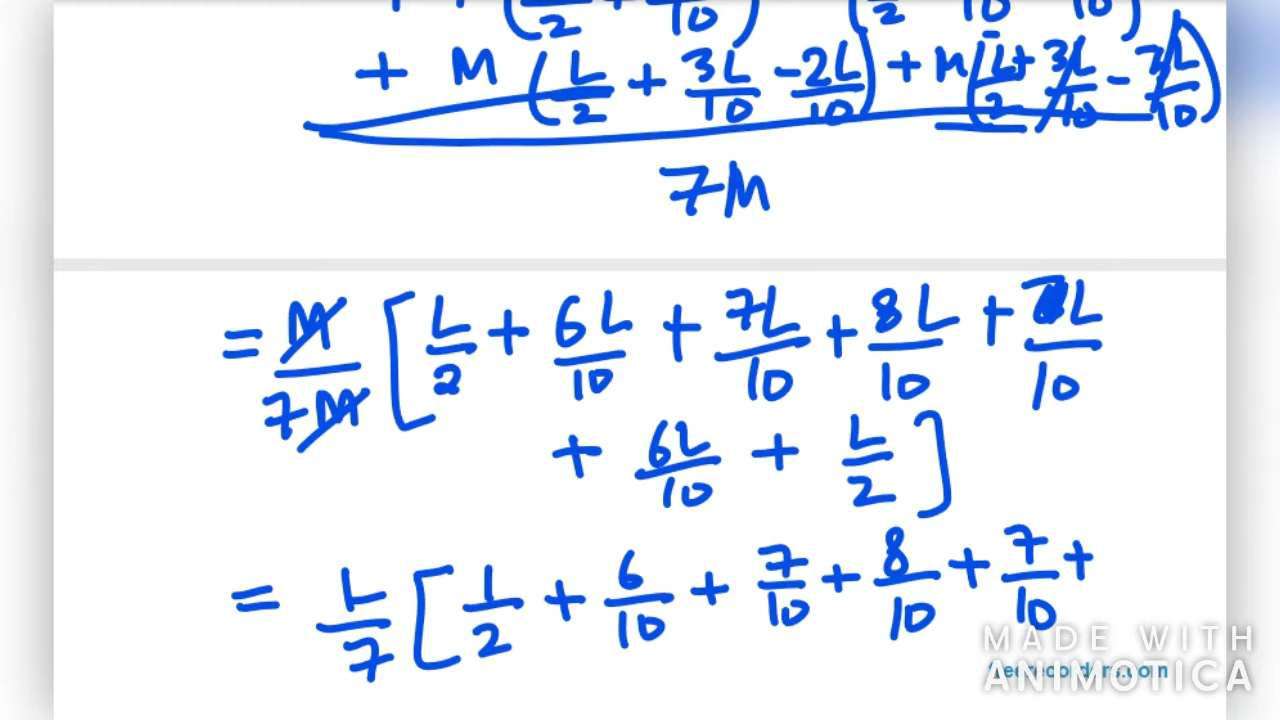 + M (L/2 + 3L/10 - 2L/10) + M(L/2 + 3L/10 - 3L/10)
7M
= M/7M [L/2 + 6L/10 + 7L/10 + 8L/10 + 7L/10
+ 6L/10 + L/2]
= L/7 [1/2 + 6/10 + 7/10 + 8/10 + 7/10 +
MADE WITH
ANIMOTICA